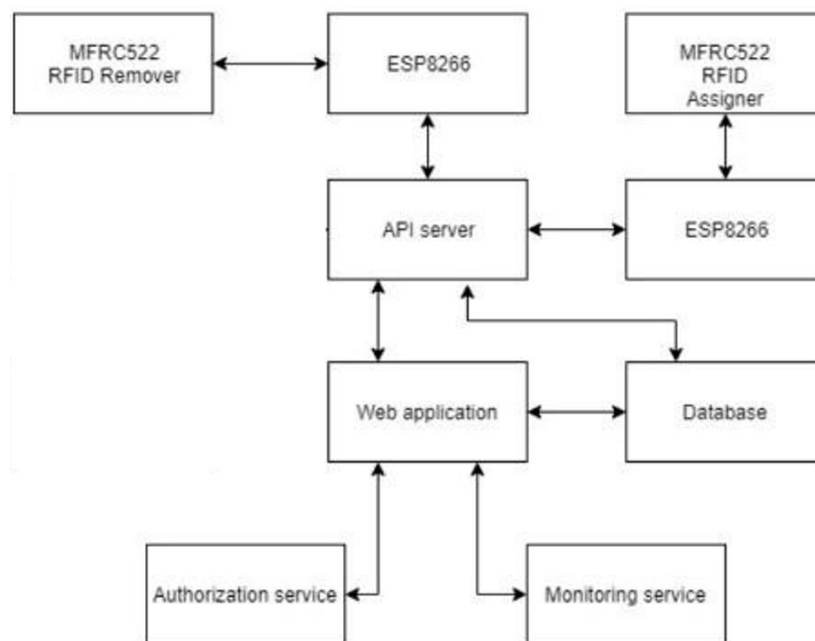 MFRC522
RFID Remover
ESP8266
MFRC522
RFID
Assigner
API server
ESP8266
Web application
Database
Authorization service
Monitoring service